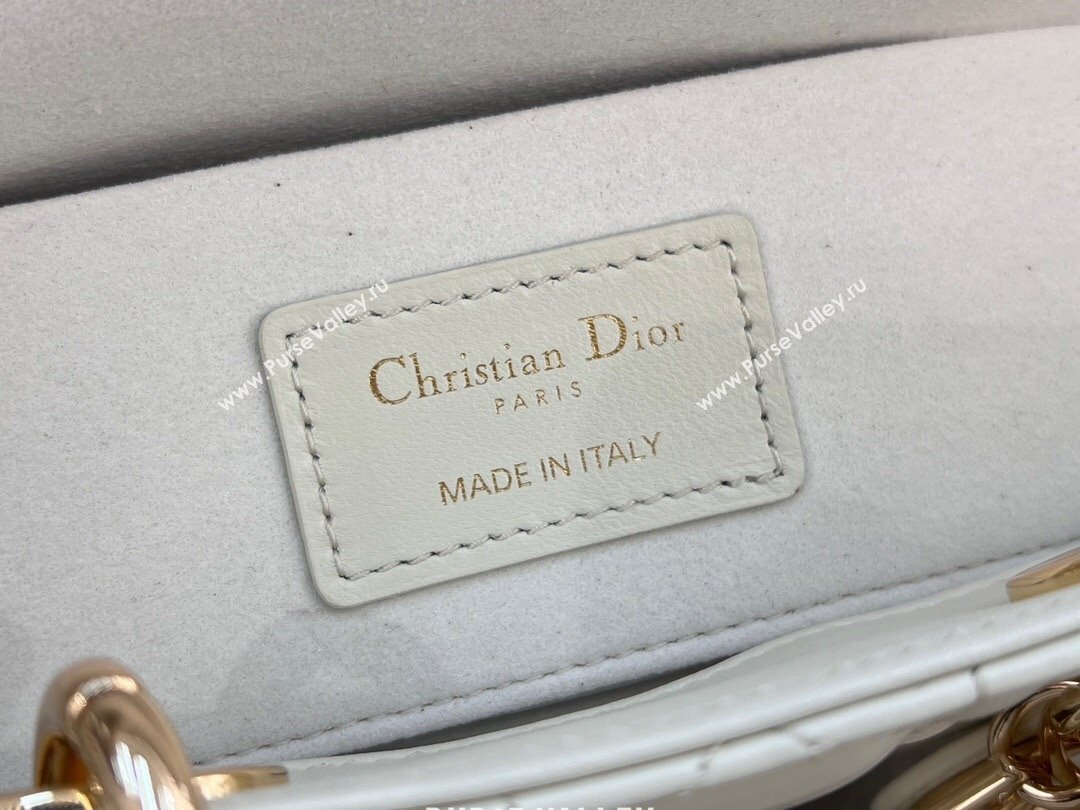 Christian Dior
PARIS
MADE IN ITALY
www.PurseValley.ru
www.PurseValley.ru